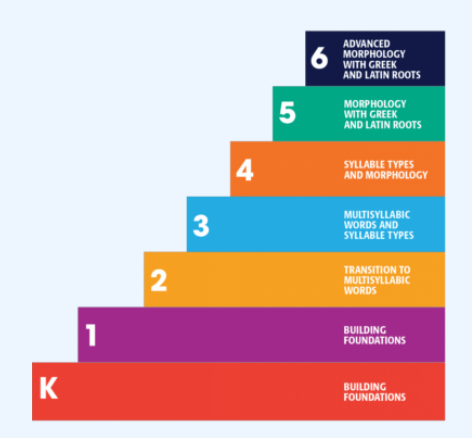 6
ADVANCED
MORPHOLOGY
WITH GREEK
AND LATIN ROOTS
5
MORPHOLOGY
WITH GREEK
AND LATIN ROOTS
4
SYLLABLE TYPES
AND MORPHOLOGY
3
MULTISYLLABIC
WORDS AND
SYLLABLE TYPES
2
TRANSITION TO
MULTISYLLABIC
WORDS
1
BUILDING
FOUNDATIONS
K
BUILDING
FOUNDATIONS